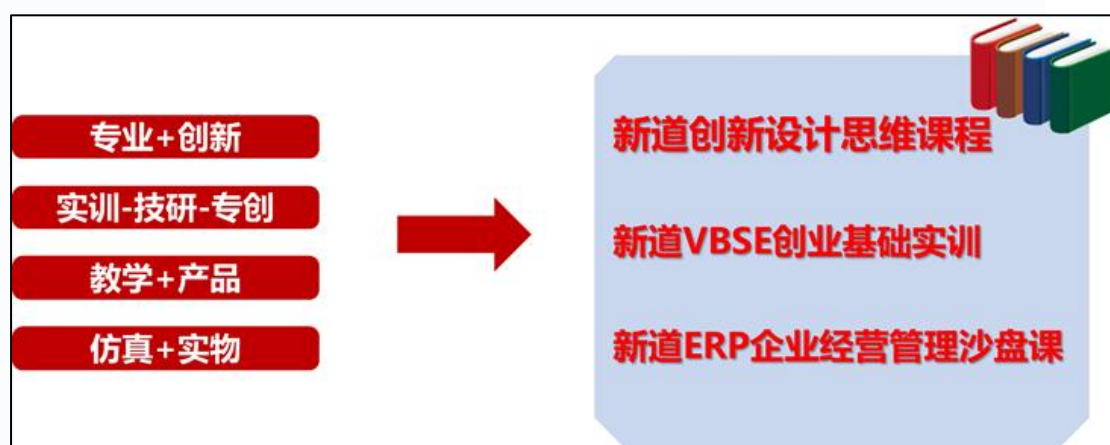 专业+创新
实训-技研-专创
教学+产品
仿真+实物
新道创新设计思维课程
新道VBSE创业基础实训
新道ERP企业经营管理沙盘课